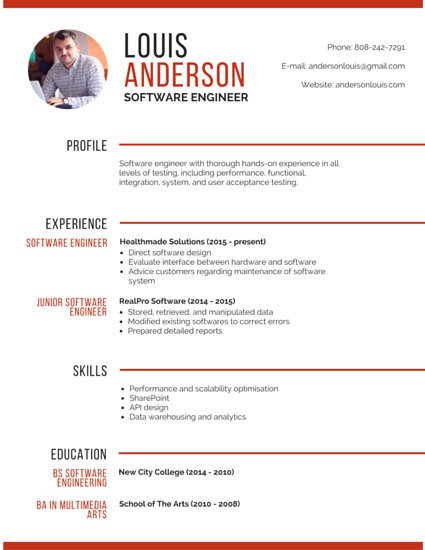 LOUIS
ANDERSON
SOFTWARE ENGINEER
Phone: 808-242-7291
E-mail: andersonlouis@gmail.com
Website: andersonlouis.com
PROFILE
Software engineer with thorough hands-on experience in all
levels of testing, including performance, functional,
integration, system, and user acceptance testing.
EXPERIENCE
SOFTWARE ENGINEER
Healthmade Solutions (2015 - present)
• Direct software design
• Evaluate interface between hardware and software
• Advice customers regarding maintenance of software
system
JUNIOR SOFTWARE
ENGINEER
RealPro Software (2014 - 2015)
• Stored, retrieved, and manipulated data
• Modified existing softwares to correct errors
• Prepared detailed reports
SKILLS
• Performance and scalability optimisation
• SharePoint
• API design
• Data warehousing and analytics
EDUCATION
BS SOFTWARE
ENGINEERING
New City College (2014 - 2010)
BA IN MULTIMEDIA
ARTS
School of The Arts (2010 - 2008)